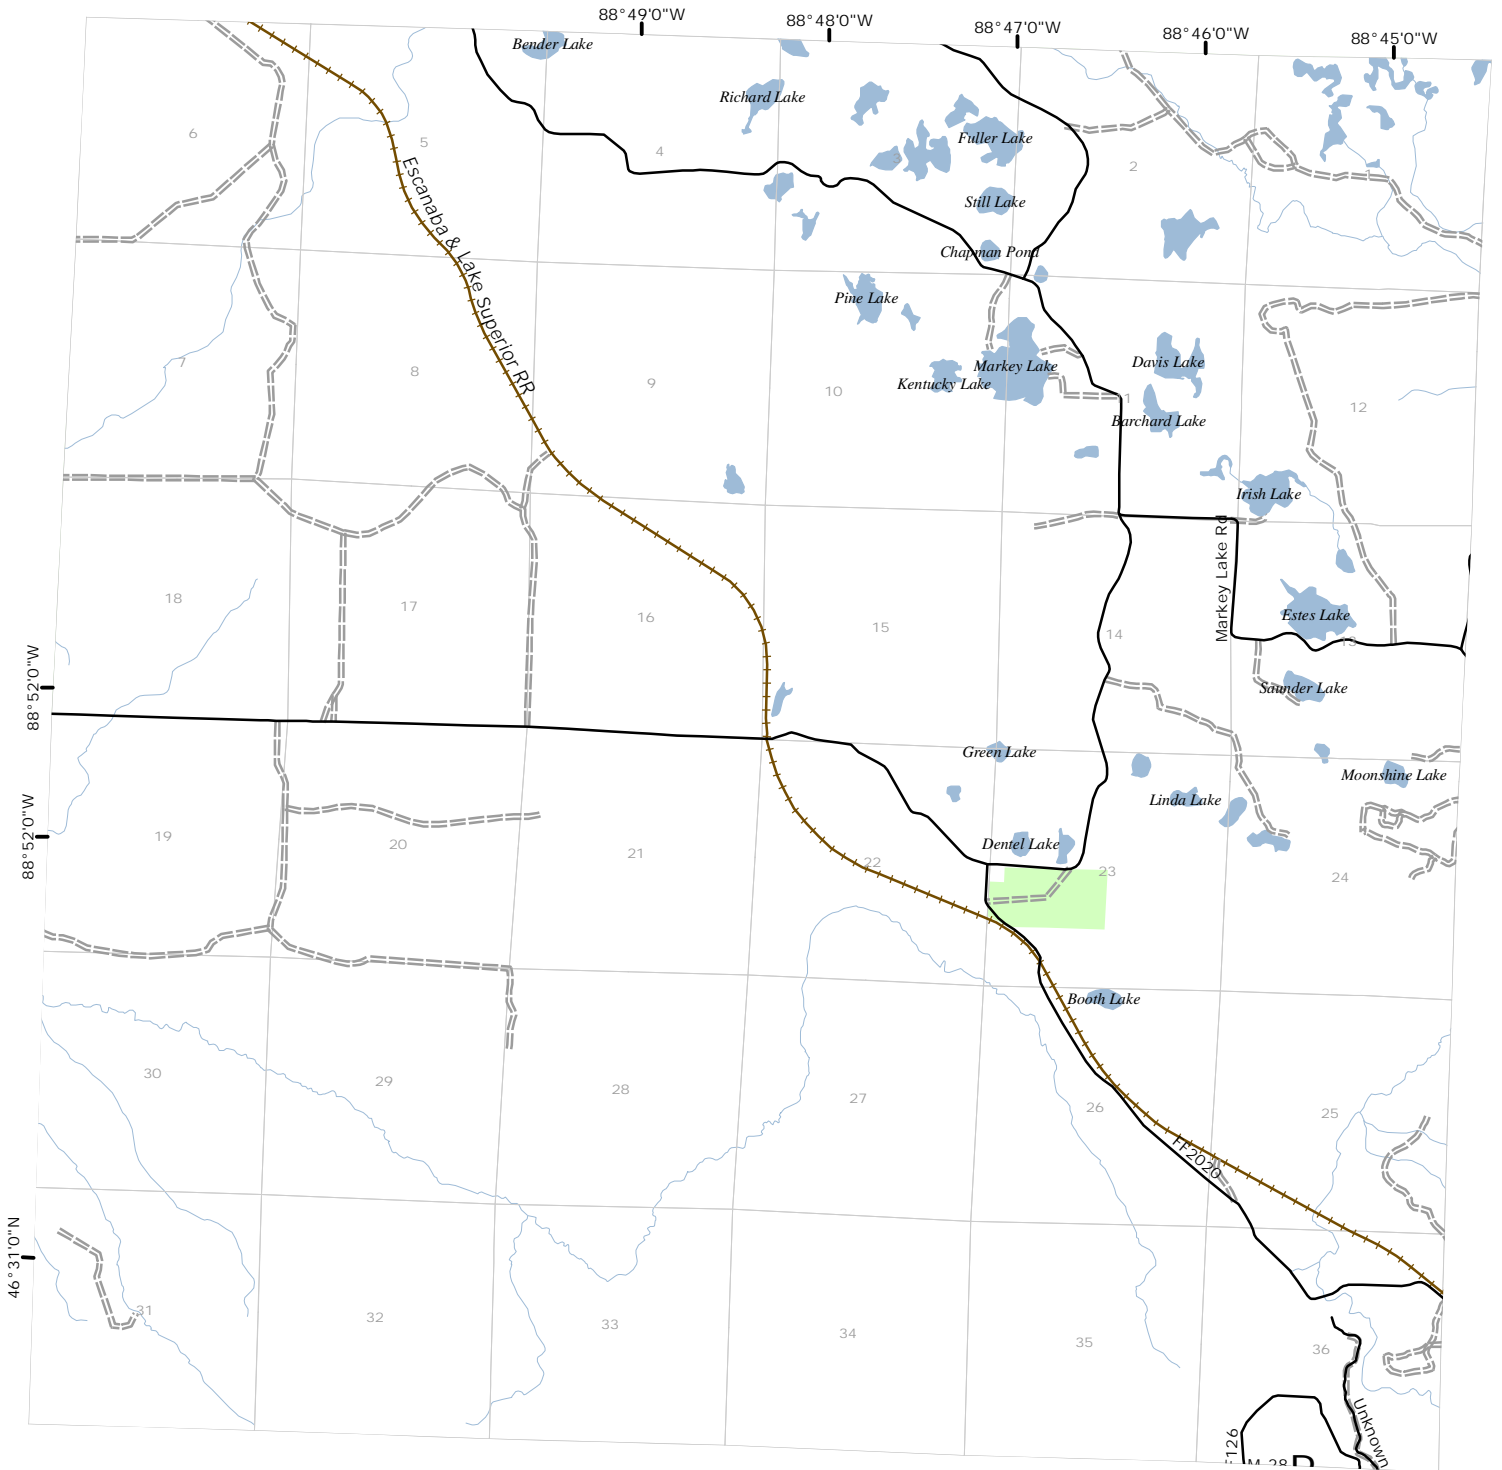 88°49'0"W
88°48'0"W
88°47'0"W
88°46'0"W
88°45'0"W
Bender Lake
Richard Lake
Fuller Lake
6
5
4
3
2
1
Still Lake
Chapman Pond
Escanaba & Lake Superior RR
Pine Lake
Markey Lake
Kentucky Lake
Davis Lake
Barchard Lake
7
8
9
10
12
Irish Lake
Markey Lake Rd
Estes Lake
18
17
16
15
14
13
Saunder Lake
88°52'0"W
Green Lake
Moonshine Lake
Linda Lake
88°52'0"W
Dentel Lake
19
20
21
22
23
24
Booth Lake
30
29
28
27
26
25
FF2020
46°31'0"N
31
32
33
34
35
36
Unknown
F126
M 28